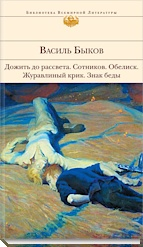 Библиотека Всемирной Литературы
Василь Быков
Дожить до рассвета. Сотников. Обелиск.
Журавлиный крик. Знак беды